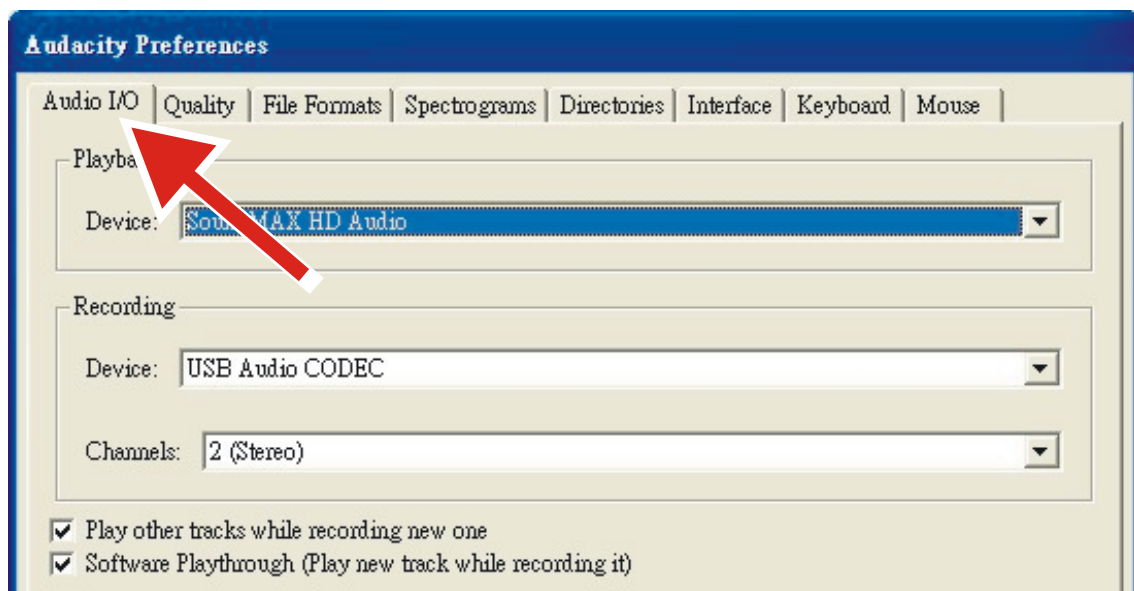 Audacity Preferences
Audio I/O Quality File Formats Spectrograms Directories Interface Keyboard Mouse
Device: MAX HD Audio
Recording
Device: USB Audio CODEC
Channels: 2 (Stereo)
Play other tracks while recording new one
Software Playthrough (Play new track while recording it)